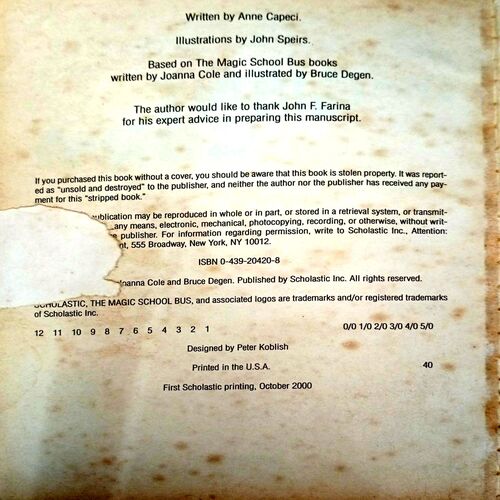 Written by Anne Capeci.
Illustrations by John Speirs.
Based on The Magic School Bus books
written by Joanna Cole and illustrated by Bruce Degen.
The author would like to thank John F. Farina
for his expert advice in preparing this manuscript.
If you purchased this book without a cover, you should be aware that this book is stolen property. It was report-
ed as "unsold and destroyed" to the publisher, and neither the author nor the publisher has received any pay-
ment for this "stripped book."
ublication may be reproduced in whole or in part, or stored in a retrieval system, or transmit-
any means, electronic, mechanical, photocopying, recording, or otherwise, without writ-
publisher. For information regarding permission, write to Scholastic Inc., Attention:
555 Broadway, New York, NY 10012.
ISBN 0-439-20420-8
Joanna Cole and Bruce Degen. Published by Scholastic Inc. All rights reserved.
SCHOLASTIC, THE MAGIC SCHOOL BUS, and associated logos are trademarks and/or registered trademarks
of Scholastic Inc.
12 11 10 9 8 7 6 5 4 3 2 1 0/0 1/0 2/0 3/0 4/0 5/0
Designed by Peter Koblish
Printed in the U.S.A. 40
First Scholastic printing, October 2000